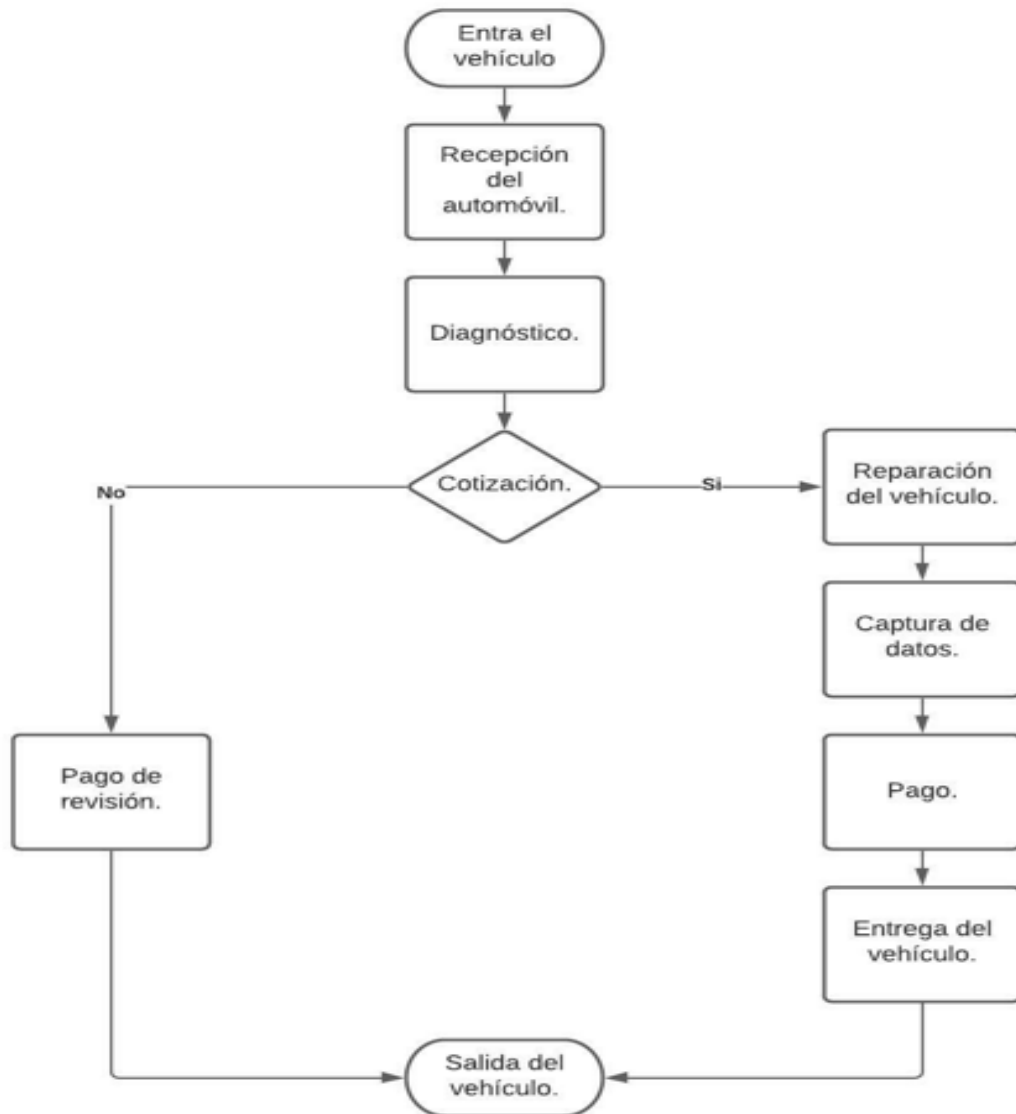 Entra el
vehículo
Recepción
del
automóvil.
Diagnóstico.
Cotización.
No
Si
Reparación
del vehículo.
Captura de
datos.
Pago de
revisión.
Pago.
Entrega del
vehículo.
Salida del
vehículo.